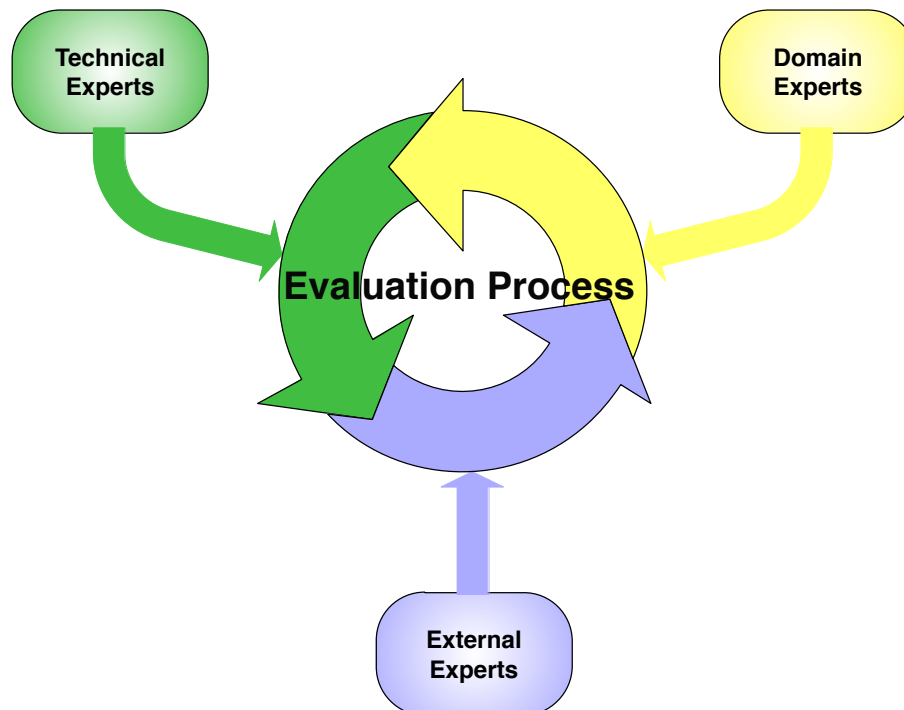 Technical
Experts
Domain
Experts
Evaluation Process
External
Experts